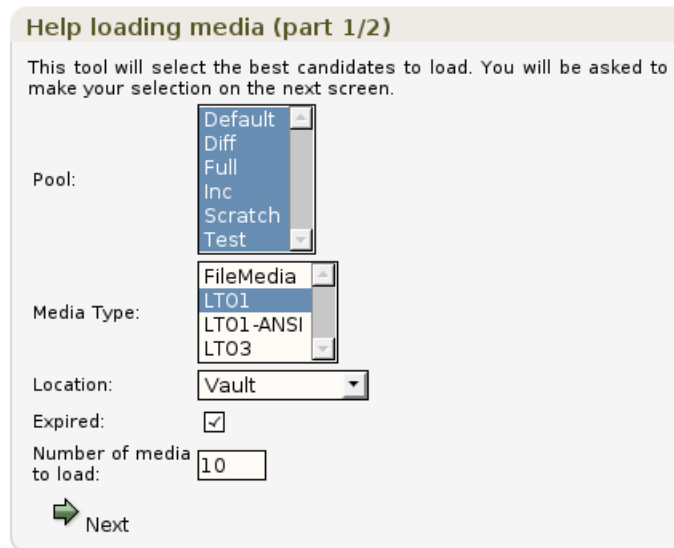 Help loading media (part 1/2)
This tool will select the best candidates to load. You will be asked to
make your selection on the next screen.
Pool:
Default
Diff
Full
Inc
Scratch
Test
Media Type:
FileMedia
LTO1
LTO1-ANSI
LTO3
Location:
Vault
Expired:
Number of media
to load:
10
Next